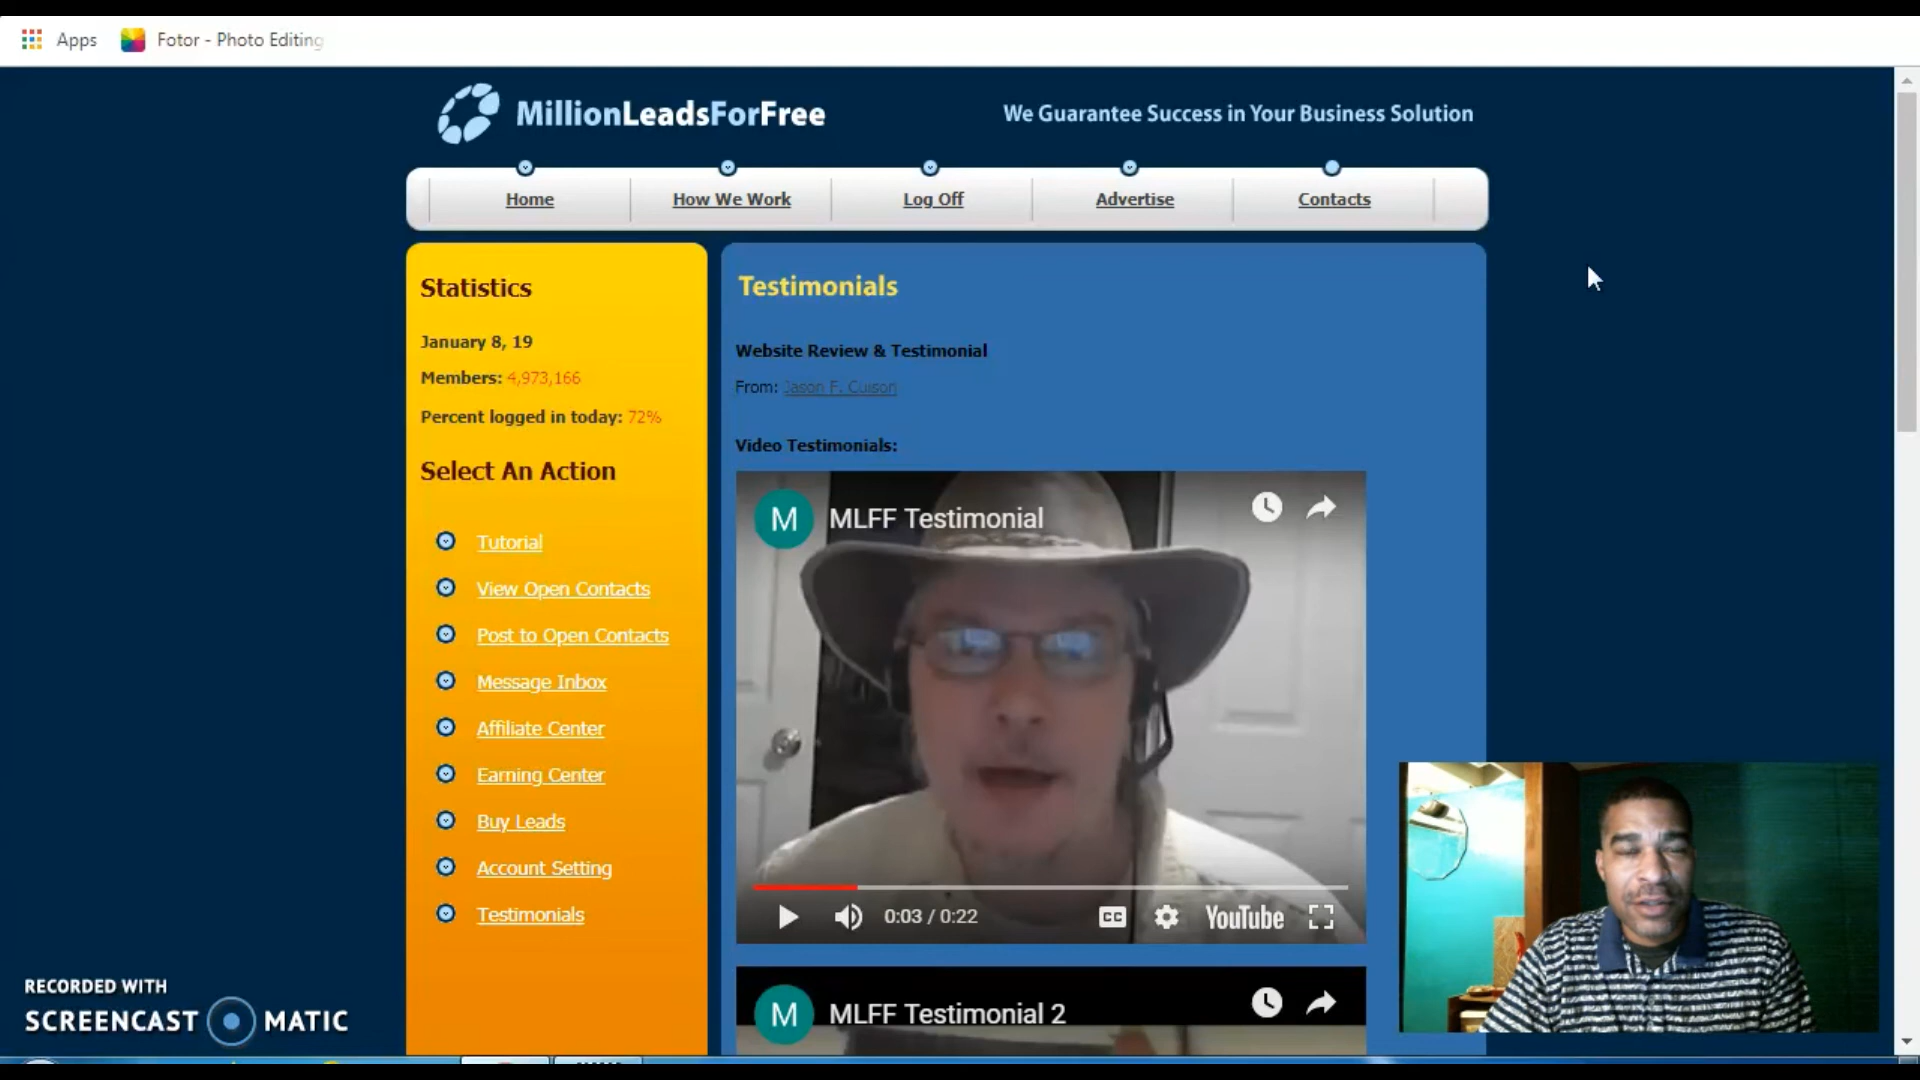 Apps
Fotor - Photo Editing
MillionLeadsForFree
We Guarantee Success in Your Business Solution
Home
How We Work
Log Off
Advertise
Contacts
Statistics
January 8, 19
Members: 4,973,166
Percent logged in today: 72%
Select An Action
Tutorial
View Open Contacts
Post to Open Contacts
Message Inbox
Affiliate Center
Earning Center
Buy Leads
Account Setting
Testimonials
Testimonials
Website Review & Testimonial
From: Jason F. Cuison
Video Testimonials:
M MLFF Testimonial
0:03 / 0:22
CC
YouTube
M MLFF Testimonial 2
RECORDED WITH
SCREENCAST MATIC